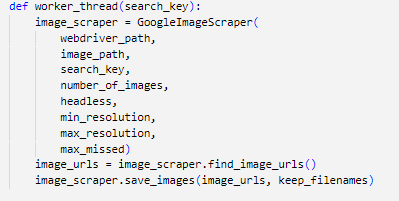 def worker_thread(search_key):
    image_scraper = GoogleImageScraper(
        webdriver_path,
        image_path,
        search_key,
        number_of_images,
        headless,
        min_resolution,
        max_resolution,
        max_missed)
    image_urls = image_scraper.find_image_urls()
    image_scraper.save_images(image_urls, keep_filenames)